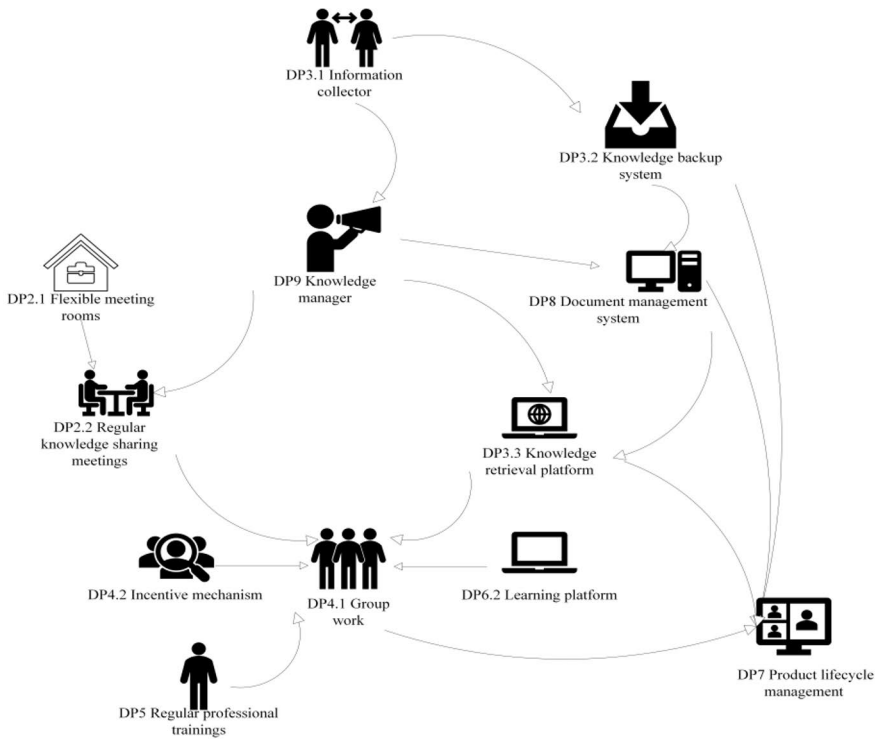 DP3.1 Information
collector
DP3.2 Knowledge backup
system
DP9 Knowledge
manager
DP2.1 Flexible meeting
rooms
DP8 Document management
system
DP2.2 Regular
knowledge sharing
meetings
DP3.3 Knowledge
retrieval platform
DP4.2 Incentive mechanism
DP4.1 Group
work
DP6.2 Learning platform
DP7 Product lifecycle
management
DP5 Regular professional
trainings